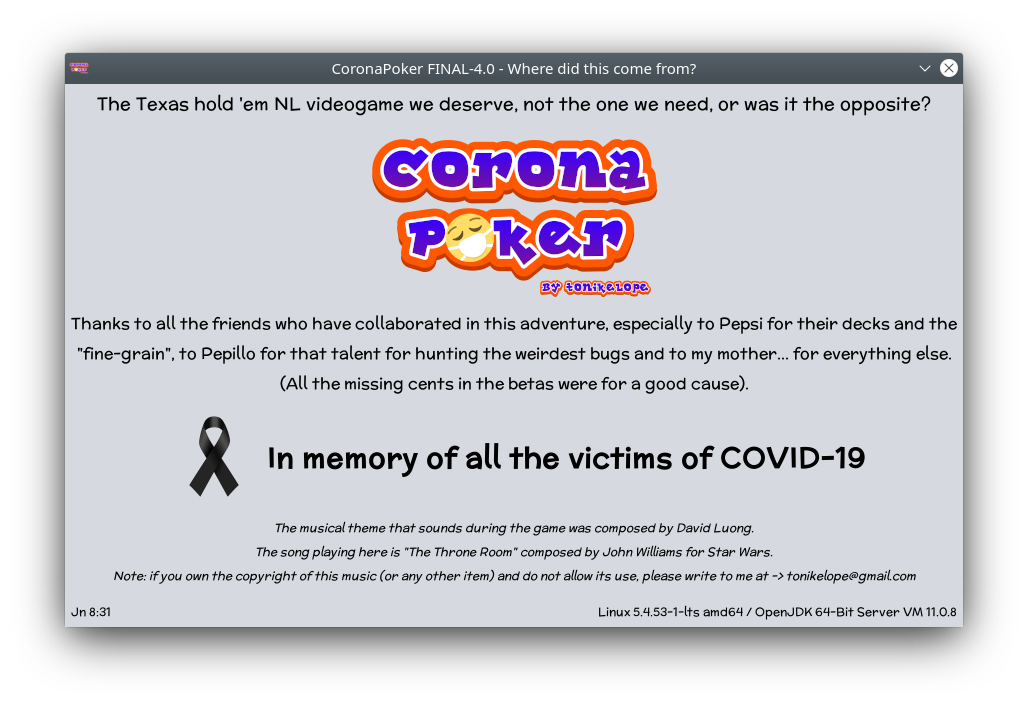 CoronaPoker FINAL-4.0 - Where did this come from?
The Texas hold 'em NL videogame we deserve, not the one we need, or was it the opposite?
corona
poker
BY tonikelope
Thanks to all the friends who have collaborated in this adventure, especially to Pepsi for their decks and the
"fine-grain", to Pepillo for that talent for hunting the weirdest bugs and to my mother... for everything else.
(All the missing cents in the betas were for a good cause).
In memory of all the victims of COVID-19
The musical theme that sounds during the game was composed by David Luong.
The song playing here is "The Throne Room" composed by John Williams for Star Wars.
Note: if you own the copyright of this music (or any other item) and do not allow its use, please write to me at -> tonikelope@gmail.com
Jn 8:31
Linux 5.4.53-1-lts amd64 / OpenJDK 64-Bit Server VM 11.0.8